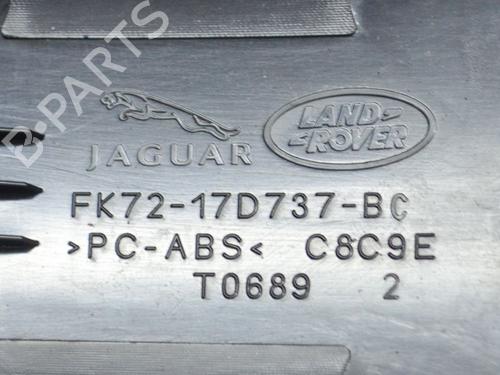 B-PARTS
JAGUAR
LAND-
ROVER
FK72-17D737-BC
>PC-ABS< C8C9E
T0689 2